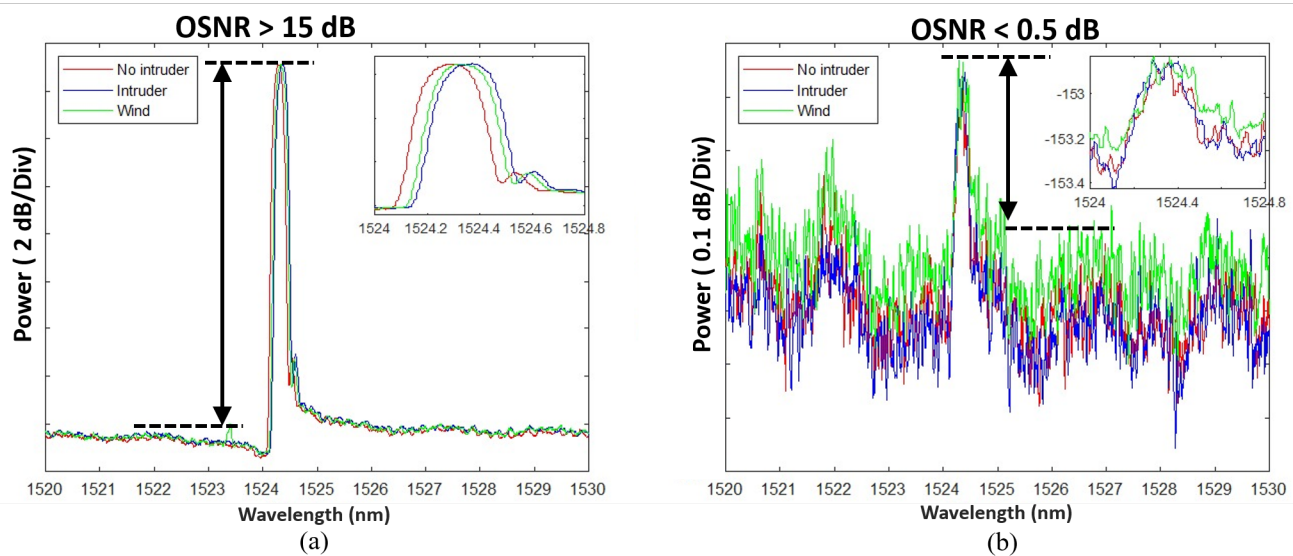 OSNR > 15 dB
No intruder
Intruder
Wind
1524 1524.2 1524.4 1524.6 1524.8
Power ( 2 dB/Div)
1520 1521 1522 1523 1524 1525 1526 1527 1528 1529 1530
Wavelength (nm)
(a)
OSNR < 0.5 dB
No intruder
Intruder
Wind
-153
-153.2
-153.4
1524 1524.4 1524.8
Power ( 0.1 dB/Div)
1520 1521 1522 1523 1524 1525 1526 1527 1528 1529 1530
Wavelength (nm)
(b)